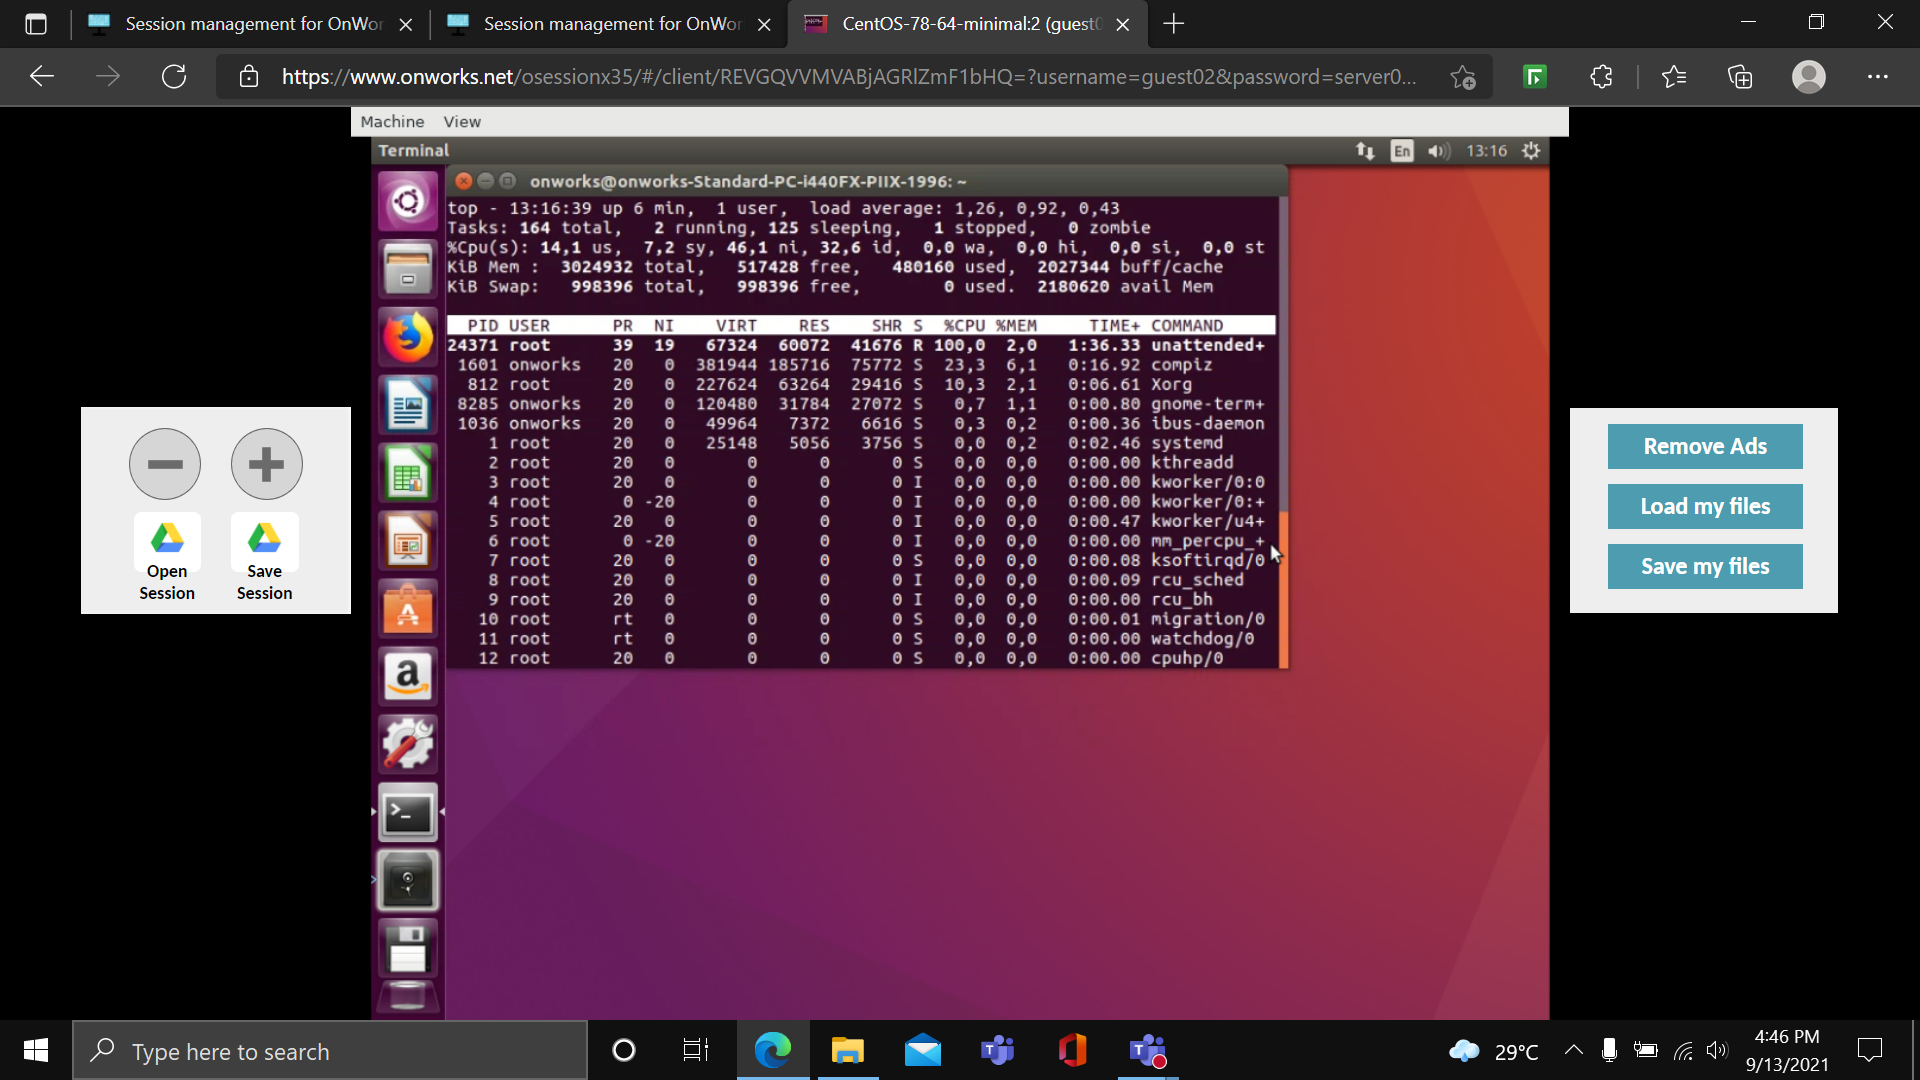 Session management for OnWor
Session management for OnWor
CentOS-78-64-minimal:2 (guest0
https://www.onworks.net/osessionx35/#/client/REVGQVVMVABjAGRlZmF1bHQ=?username=guest02&password=server0...
Machine View
Terminal
En
13:16
onworks@onworks-Standard-PC-i440FX-PIIX-1996: ~
top - 13:16:39 up 6 min,  1 user,  load average: 1,26, 0,92, 0,43
Tasks: 164 total,   2 running, 125 sleeping,   1 stopped,   0 zombie
%Cpu(s): 14,1 us,  7,2 sy, 46,1 ni, 32,6 id,  0,0 wa,  0,0 hi,  0,0 si,  0,0 st
KiB Mem :  3024932 total,   517428 free,   480160 used,  2027344 buff/cache
KiB Swap:   998396 total,   998396 free,        0 used.  2180620 avail Mem
PID USER      PR  NI    VIRT    RES    SHR S  %CPU %MEM     TIME+ COMMAND
24371 root      39  19   67324  60072  41676 R 100,0  2,0   1:36.33 unattended+
1601 onworks   20   0  381944 185716  75772 S  23,3  6,1   0:16.92 compiz
812 root      20   0  227624  63264  29416 S  10,3  2,1   0:06.61 Xorg
8285 onworks   20   0  120480  31784  27072 S   0,7  1,1   0:00.80 gnome-term+
1036 onworks   20   0   49964   7372   6616 S   0,3  0,2   0:00.36 ibus-daemon
1 root      20   0   25148   5056   3756 S   0,0  0,2   0:02.46 systemd
2 root      20   0       0      0      0 S   0,0  0,0   0:00.00 kthreadd
3 root      20   0       0      0      0 I   0,0  0,0   0:00.00 kworker/0:0
4 root       0 -20       0      0      0 I   0,0  0,0   0:00.00 kworker/0:+
5 root      20   0       0      0      0 I   0,0  0,0   0:00.47 kworker/u4+
6 root       0 -20       0      0      0 I   0,0  0,0   0:00.00 mm_percpu_+
7 root      20   0       0      0      0 S   0,0  0,0   0:00.08 ksoftirqd/0
8 root      20   0       0      0      0 I   0,0  0,0   0:00.09 rcu_sched
9 root      20   0       0      0      0 I   0,0  0,0   0:00.00 rcu_bh
10 root      rt   0       0      0      0 S   0,0  0,0   0:00.01 migration/0
11 root      rt   0       0      0      0 S   0,0  0,0   0:00.00 watchdog/0
12 root      20   0       0      0      0 S   0,0  0,0   0:00.00 cpuhp/0
Open Session
Save Session
Remove Ads
Load my files
Save my files
Type here to search
29°C
4:46 PM
9/13/2021